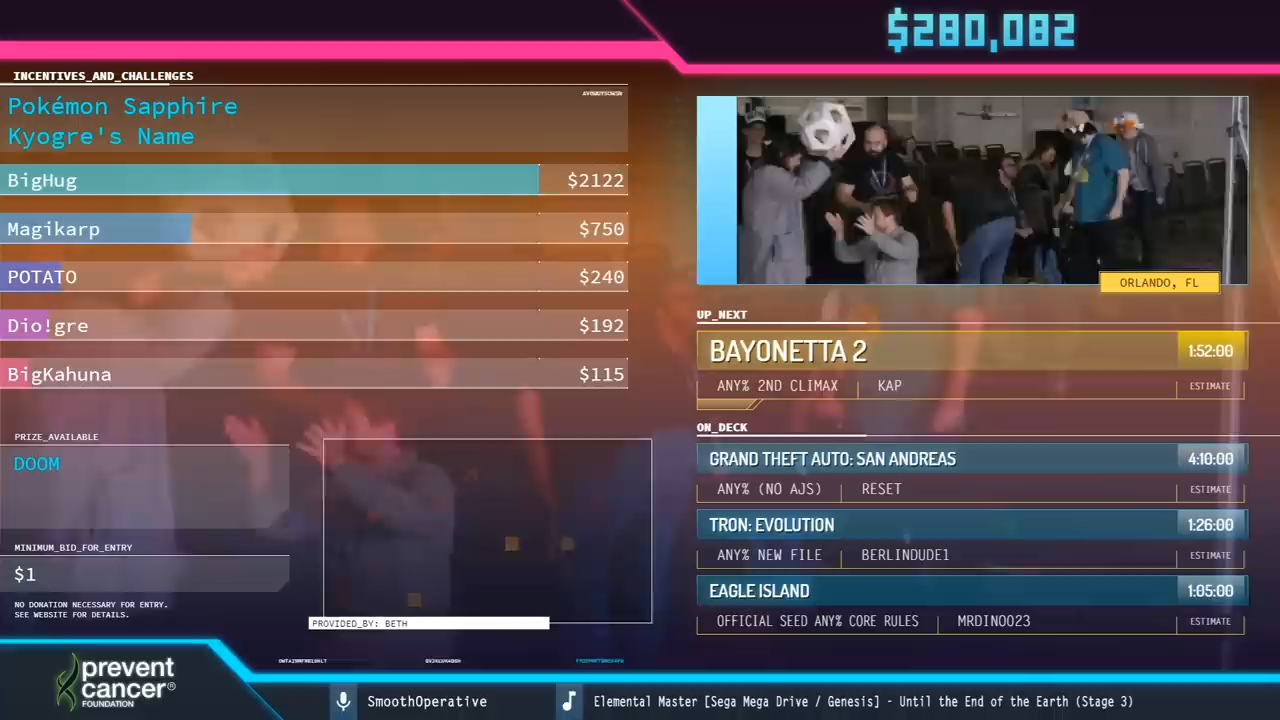 $280,082
INCENTIVES_AND_CHALLENGES
Pokémon Sapphire
Kyogre's Name
BigHug $2122
Magikarp $750
POTATO $240
Dio!gre $192
BigKahuna $115
PRIZE_AVAILABLE
DOOM
MINIMUM_BID_FOR_ENTRY
$1
NO DONATION NECESSARY FOR ENTRY.
SEE WEBSITE FOR DETAILS.
PROVIDED_BY: BETH
ORLANDO, FL
UP_NEXT
BAYONETTA 2 1:52:00
ANY% 2ND CLIMAX KAP ESTIMATE
ON_DECK
GRAND THEFT AUTO: SAN ANDREAS 4:10:00
ANY% (NO AJS) RESET ESTIMATE
TRON: EVOLUTION 1:26:00
ANY% NEW FILE BERLINDUDE1 ESTIMATE
EAGLE ISLAND 1:05:00
OFFICIAL SEED ANY% CORE RULES MRDINO023 ESTIMATE
prevent
cancer®
FOUNDATION
SmoothOperative
Elemental Master [Sega Mega Drive / Genesis] - Until the End of the Earth (Stage 3)